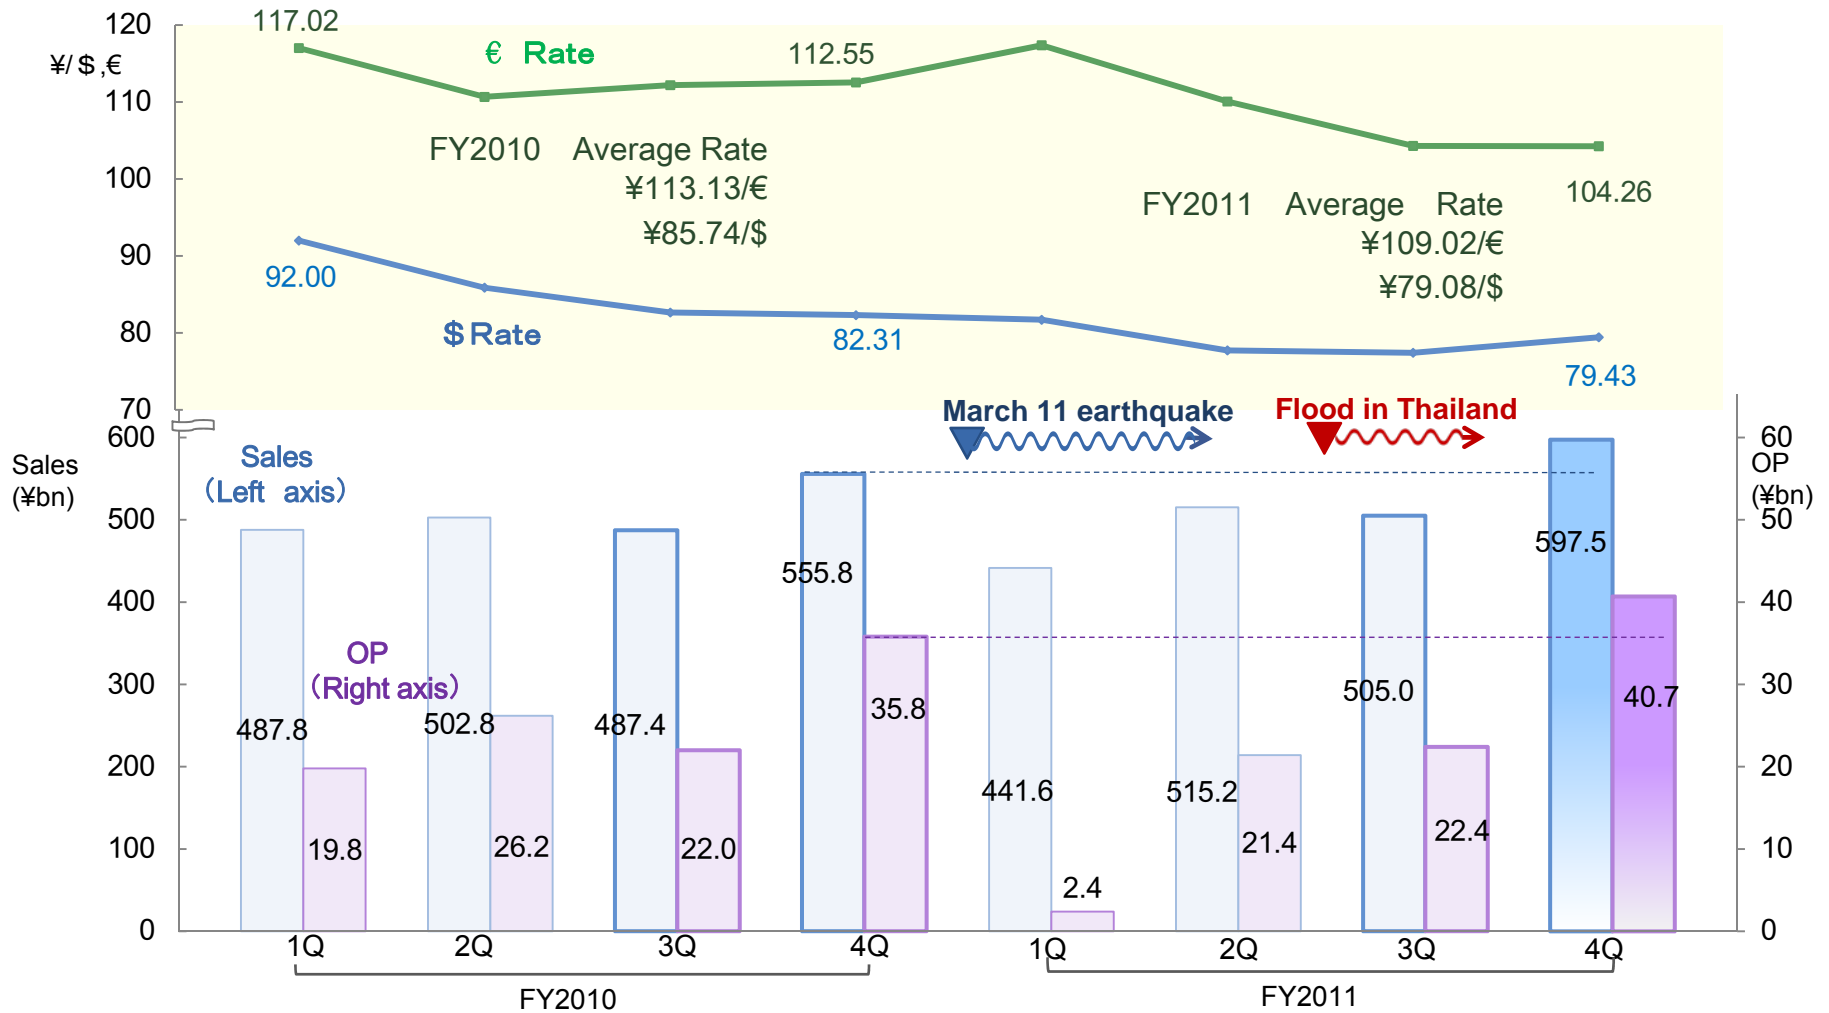 120
117.02
¥/$,€
€ Rate
112.55
110
FY2010 Average Rate
¥113.13/€
¥85.74/$
100
104.26
FY2011 Average Rate
¥109.02/€
¥79.08/$
90
92.00
80
$ Rate
82.31
79.43
70
March 11 earthquake
Flood in Thailand
600
60
Sales
(¥bn)
OP
(¥bn)
Sales
(Left axis)
500
50
597.5
555.8
400
40
OP
(Right axis)
300
30
487.8
502.8
487.4
35.8
505.0
40.7
200
20
441.6
515.2
100
10
19.8
26.2
22.0
2.4
21.4
22.4
0
0
1Q
2Q
3Q
4Q
1Q
2Q
3Q
4Q
FY2010
FY2011